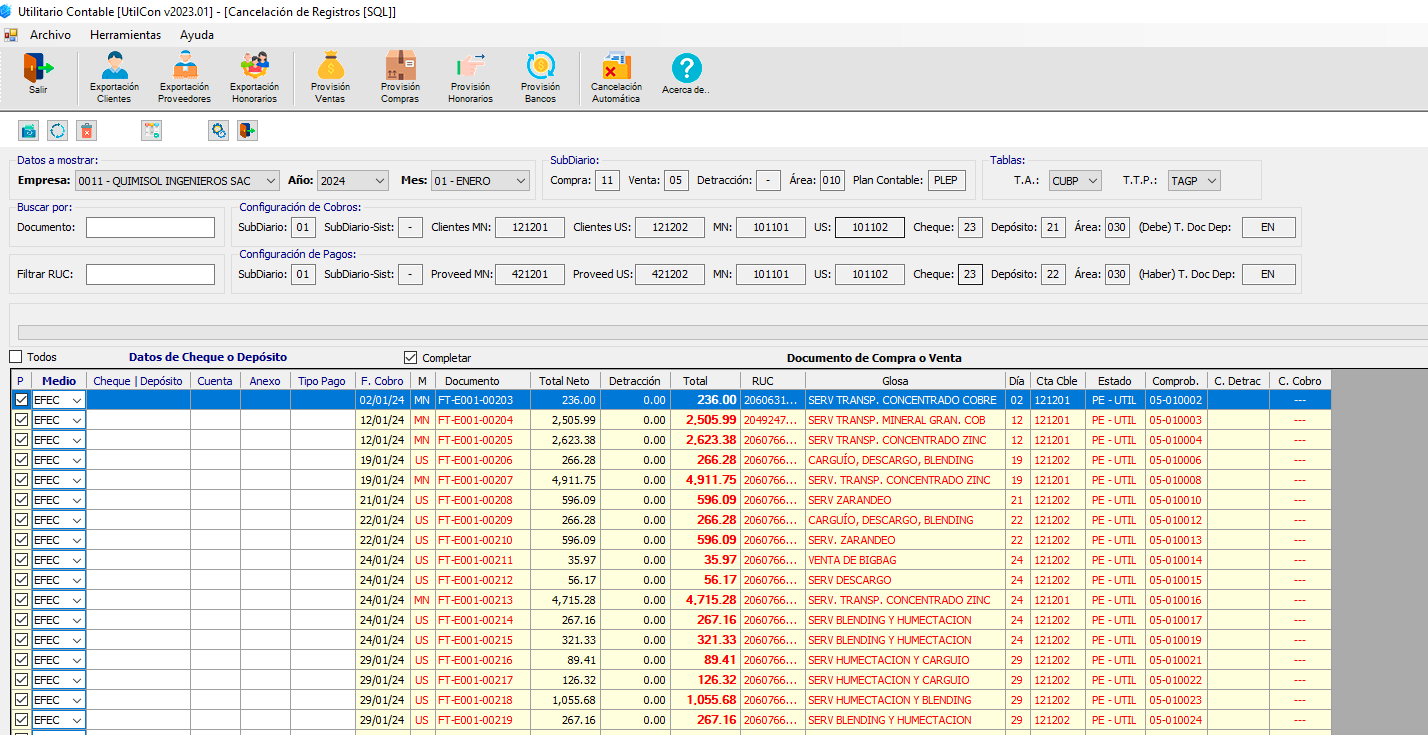 Utilitario Contable [UtilCon v2023.01] - [Cancelación de Registros [SQL]]
Archivo Herramientas Ayuda
Salir Exportación Clientes Exportación Proveedores Exportación Honorarios Provisión Ventas Provisión Compras Provisión Honorarios Provisión Bancos Cancelación Automática Acerca de..
Datos a mostrar: SubDiario: Tablas:
Empresa: 0011 - QUIMISOL INGENIEROS SAC Año: 2024 Mes: 01 - ENERO Compra: 11 Venta: 05 Detracción: - Área: 010 Plan Contable: PLEP T.A.: CUBP T.T.P.: TAGP
Buscar por: Configuración de Cobros:
Documento: SubDiario: 01 SubDiario-Sist: - Clientes MN: 121201 Clientes US: 121202 MN: 101101 US: 101102 Cheque: 23 Depósito: 21 Área: 030 (Debe) T. Doc Dep: EN
Configuración de Pagos:
Filtrar RUC: SubDiario: 01 SubDiario-Sist: - Proveed MN: 421201 Proveed US: 421202 MN: 101101 US: 101102 Cheque: 23 Depósito: 22 Área: 030 (Haber) T. Doc Dep: EN
Todos Datos de Cheque o Depósito Completar Documento de Compra o Venta
P Medio Cheque | Depósito Cuenta Anexo Tipo Pago F. Cobro M Documento Total Neto Detracción Total RUC Glosa Día Cta Cble Estado Comprob. C. Detrac C. Cobro
EFEC 02/01/24 MN FT-E001-00203 236.00 0.00 236.00 2060631... SERV TRANSP. CONCENTRADO COBRE 02 121201 PE - UTIL 05-010002 ---
EFEC 12/01/24 MN FT-E001-00204 2,505.99 0.00 2,505.99 2049247... SERV TRANSP. MINERAL GRAN. COB 12 121201 PE - UTIL 05-010003 ---
EFEC 12/01/24 MN FT-E001-00205 2,623.38 0.00 2,623.38 2060766... SERV TRANSP. CONCENTRADO ZINC 12 121201 PE - UTIL 05-010004 ---
EFEC 19/01/24 US FT-E001-00206 266.28 0.00 266.28 2060766... CARGUÍO, DESCARGO, BLENDING 19 121202 PE - UTIL 05-010006 ---
EFEC 19/01/24 MN FT-E001-00207 4,911.75 0.00 4,911.75 2060766... SERV. TRANSP. CONCENTRADO ZINC 19 121201 PE - UTIL 05-010008 ---
EFEC 21/01/24 US FT-E001-00208 596.09 0.00 596.09 2060766... SERV ZARANDEO 21 121202 PE - UTIL 05-010010 ---
EFEC 22/01/24 US FT-E001-00209 266.28 0.00 266.28 2060766... CARGUÍO, DESCARGO, BLENDING 22 121202 PE - UTIL 05-010012 ---
EFEC 22/01/24 US FT-E001-00210 596.09 0.00 596.09 2060766... SERV. ZARANDEO 22 121202 PE - UTIL 05-010013 ---
EFEC 24/01/24 US FT-E001-00211 35.97 0.00 35.97 2060766... VENTA DE BIGBAG 24 121202 PE - UTIL 05-010014 ---
EFEC 24/01/24 US FT-E001-00212 56.17 0.00 56.17 2060766... SERV DESCARGO 24 121202 PE - UTIL 05-010015 ---
EFEC 24/01/24 MN FT-E001-00213 4,715.28 0.00 4,715.28 2060766... SERV. TRANSP. CONCENTRADO ZINC 24 121201 PE - UTIL 05-010016 ---
EFEC 24/01/24 US FT-E001-00214 267.16 0.00 267.16 2060766... SERV BLENDING Y HUMECTACION 24 121202 PE - UTIL 05-010017 ---
EFEC 24/01/24 US FT-E001-00215 321.33 0.00 321.33 2060766... SERV BLENDING Y HUMECTACION 24 121202 PE - UTIL 05-010019 ---
EFEC 29/01/24 US FT-E001-00216 89.41 0.00 89.41 2060766... SERV HUMECTACION Y CARGUIO 29 121202 PE - UTIL 05-010021 ---
EFEC 29/01/24 US FT-E001-00217 126.32 0.00 126.32 2060766... SERV HUMECTACION Y CARGUIO 29 121202 PE - UTIL 05-010022 ---
EFEC 29/01/24 US FT-E001-00218 1,055.68 0.00 1,055.68 2060766... SERV HUMECTACION Y BLENDING 29 121202 PE - UTIL 05-010023 ---
EFEC 29/01/24 US FT-E001-00219 267.16 0.00 267.16 2060766... SERV BLENDING Y HUMECTACION 29 121202 PE - UTIL 05-010024 ---